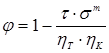 φ = 1 − (τ · σ^m) / (η_T · η_K)